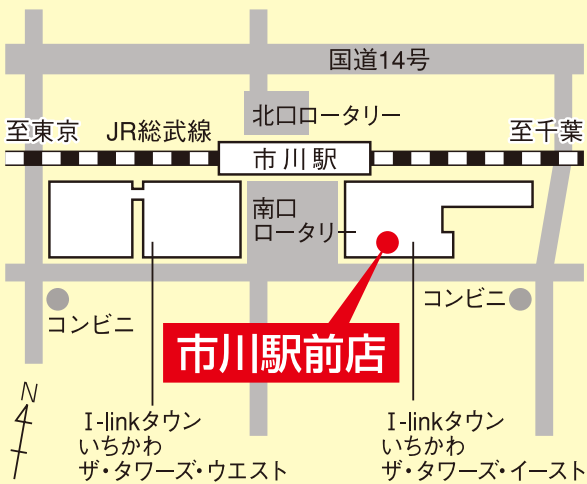 国道14号
北口ロータリー
至東京
JR総武線
至千葉
市川駅
南口
ロータリー
コンビニ
コンビニ
市川駅前店
N
I-linkタウン
いちかわ
ザ・タワーズ・ウエスト
I-linkタウン
いちかわ
ザ・タワーズ・イースト